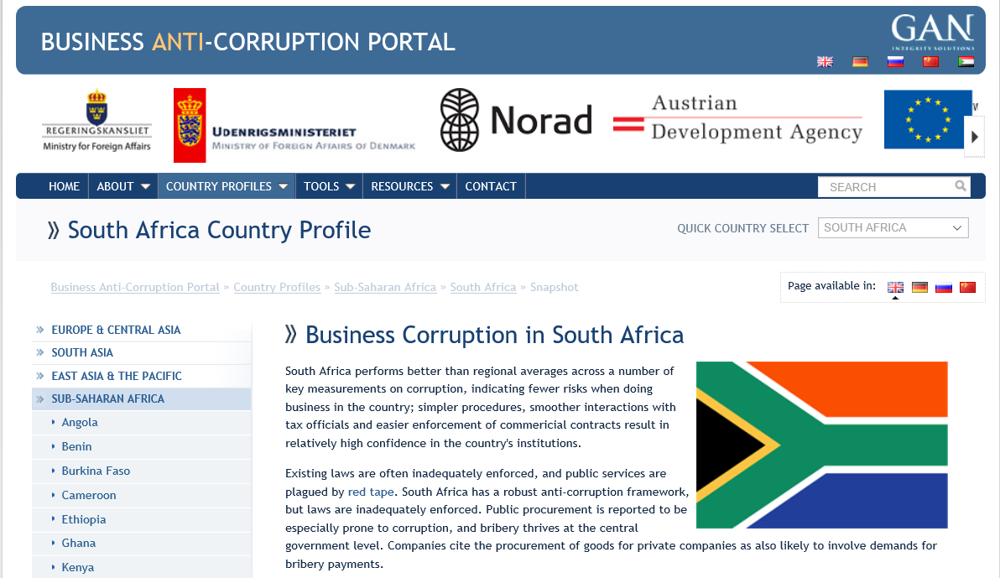 BUSINESS ANTI-CORRUPTION PORTAL
GAN
INTEGRITY SOLUTIONS
REGERINGSKANSLIET
Ministry for Foreign Affairs
UDENRIGSMINISTERIET
MINISTRY OF FOREIGN AFFAIRS OF DENMARK
Norad
Austrian
Development Agency
HOME ABOUT COUNTRY PROFILES TOOLS RESOURCES CONTACT SEARCH
» South Africa Country Profile
QUICK COUNTRY SELECT SOUTH AFRICA
Business Anti-Corruption Portal » Country Profiles » Sub-Saharan Africa » South Africa » Snapshot
Page available in:
» EUROPE & CENTRAL ASIA
» SOUTH ASIA
» EAST ASIA & THE PACIFIC
» SUB-SAHARAN AFRICA
Angola
Benin
Burkina Faso
Cameroon
Ethiopia
Ghana
Kenya
» Business Corruption in South Africa
South Africa performs better than regional averages across a number of
key measurements on corruption, indicating fewer risks when doing
business in the country; simpler procedures, smoother interactions with
tax officials and easier enforcement of commericial contracts result in
relatively high confidence in the country's institutions.
Existing laws are often inadequately enforced, and public services are
plagued by red tape. South Africa has a robust anti-corruption framework,
but laws are inadequately enforced. Public procurement is reported to be
especially prone to corruption, and bribery thrives at the central
government level. Companies cite the procurement of goods for private companies as also likely to involve demands for
bribery payments.